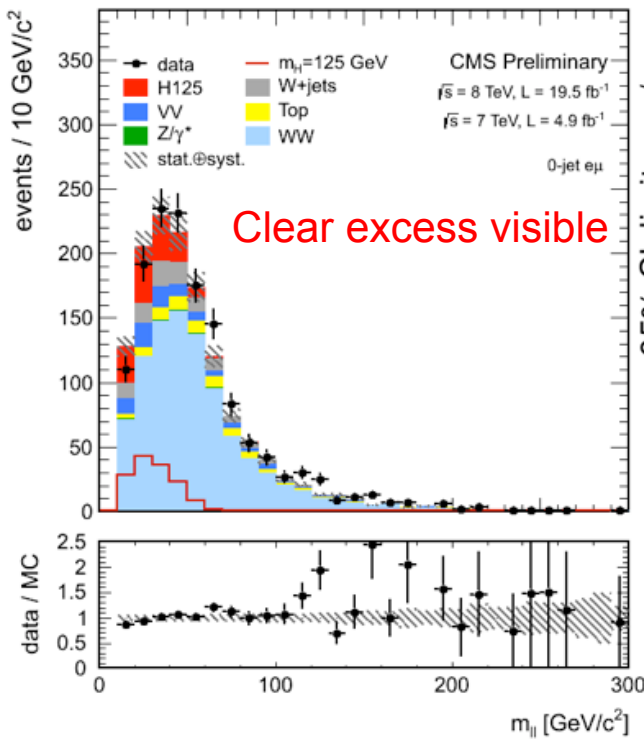 events / 10 GeV/c²
350
300
250
200
150
100
50
0
data
m_H=125 GeV
H125
W+jets
VV
Top
Z/γ*
WW
stat.⊕syst.
CMS Preliminary
√s = 8 TeV, L = 19.5 fb⁻¹
√s = 7 TeV, L = 4.9 fb⁻¹
0-jet eμ
Clear excess visible
data / MC
2.5
2
1.5
1
0.5
0
0
100
200
300
m_ll [GeV/c²]